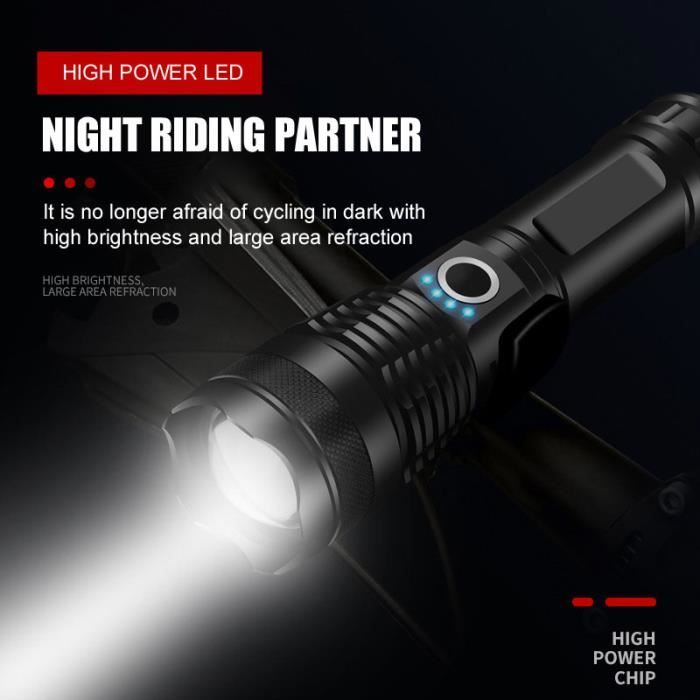 HIGH POWER LED
NIGHT RIDING PARTNER
It is no longer afraid of cycling in dark with
high brightness and large area refraction
HIGH BRIGHTNESS,
LARGE AREA REFRACTION
HIGH
POWER
CHIP